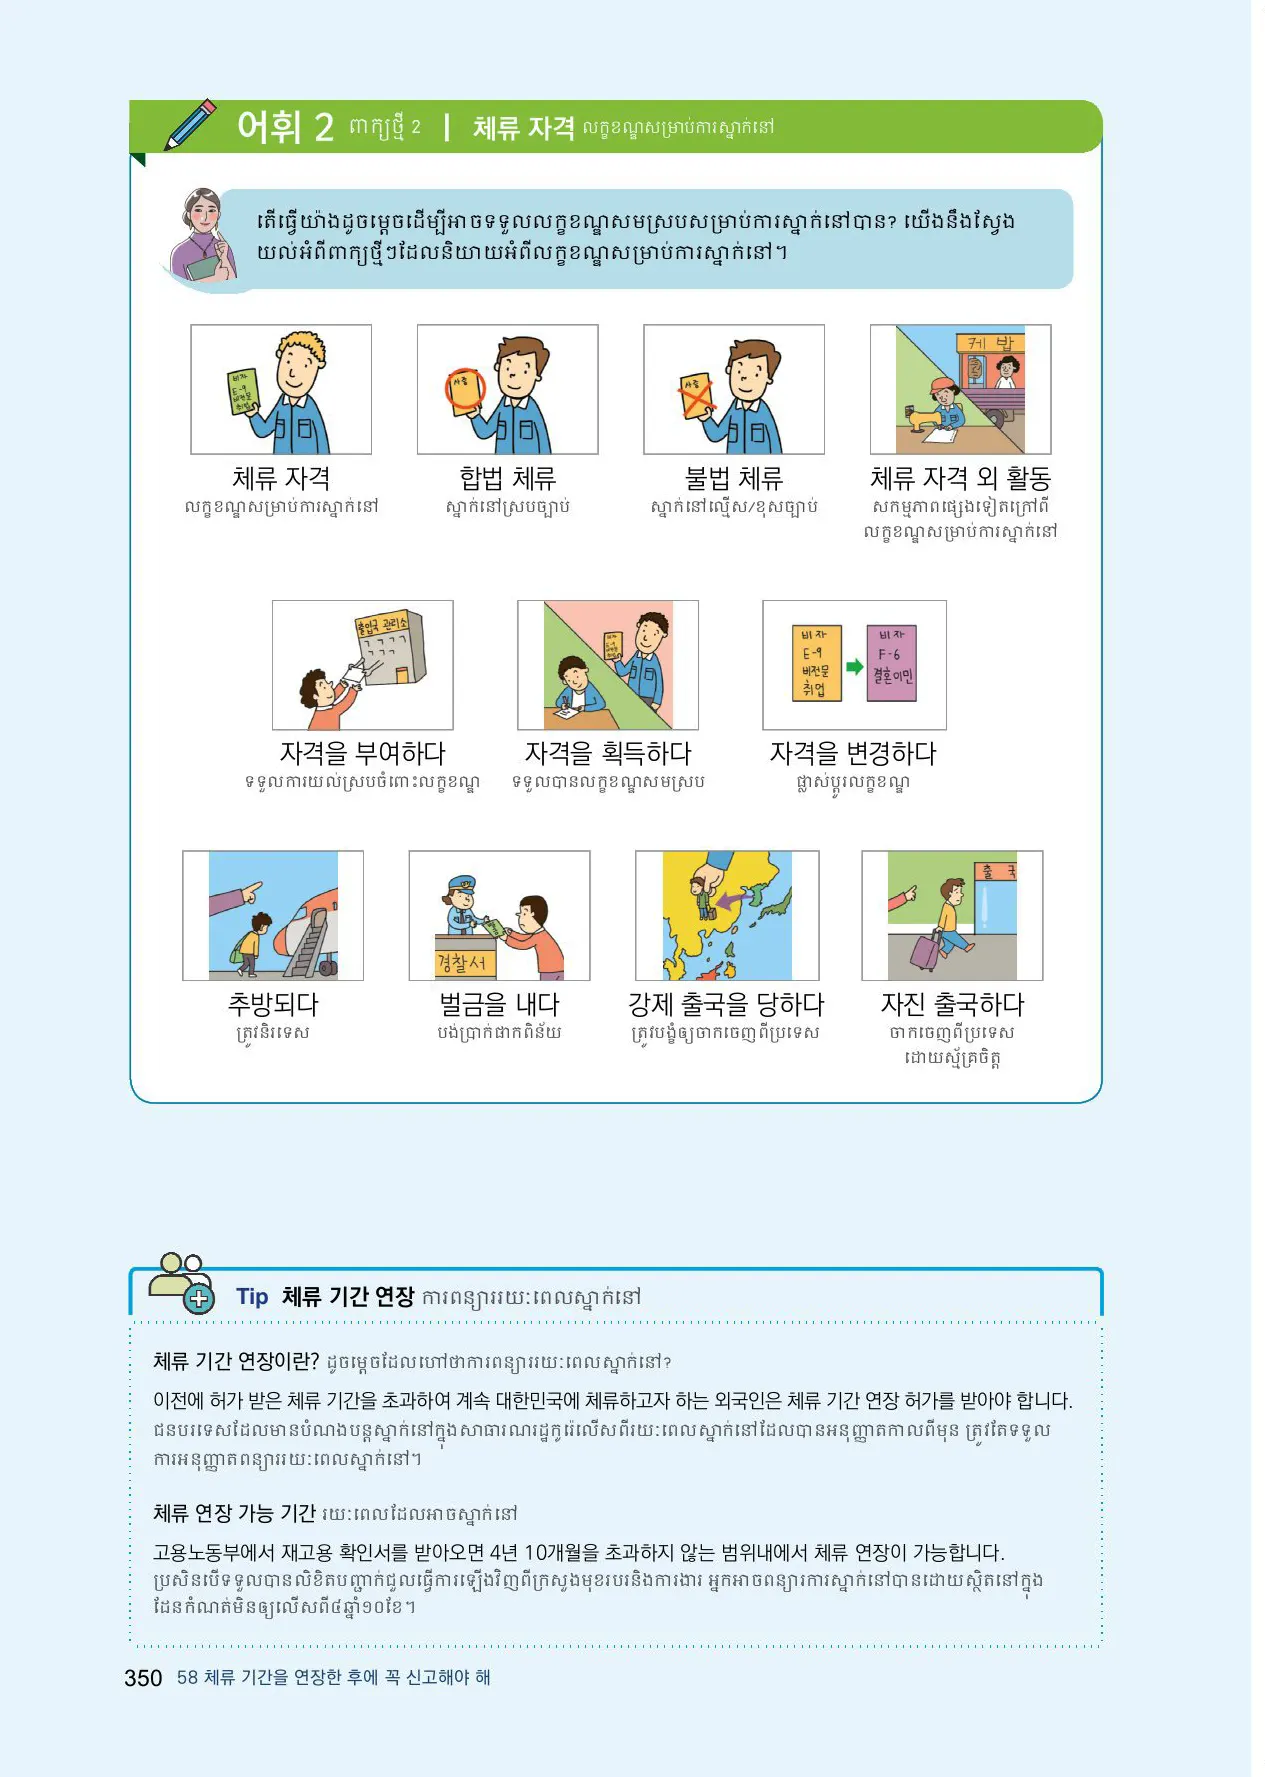 어휘 2 ពាក្យថ្មី 2 | 체류 자격 លក្ខខណ្ឌសម្រាប់ការស្នាក់នៅ
តើធ្វើយ៉ាងដូចម្តេចដើម្បីអាចទទួលលក្ខខណ្ឌសមស្របសម្រាប់ការស្នាក់នៅបាន? យើងនឹងស្វែង
យល់អំពីពាក្យថ្មីៗដែលនិយាយអំពីលក្ខខណ្ឌសម្រាប់ការស្នាក់នៅ។
비자
E-9
비전문
취업
사증
사증
케밥
체류 자격
លក្ខខណ្ឌសម្រាប់ការស្នាក់នៅ
합법 체류
ស្នាក់នៅស្របច្បាប់
불법 체류
ស្នាក់នៅល្មើស/ខុសច្បាប់
체류 자격 외 활동
សកម្មភាពផ្សេងទៀតក្រៅពី
លក្ខខណ្ឌសម្រាប់ការស្នាក់នៅ
출입국 관리소
비자
E-9
비전문
취업
비자
E-9
비전문
취업
비자
F-6
결혼이민
자격을 부여하다
ទទួលការយល់ស្របចំពោះលក្ខខណ្ឌ
자격을 획득하다
ទទួលបានលក្ខខណ្ឌសមស្រប
자격을 변경하다
ផ្លាស់ប្តូរលក្ខខណ្ឌ
경찰서
출국
추방되다
ត្រូវនិរទេស
벌금을 내다
បង់ប្រាក់ផាកពិន័យ
강제 출국을 당하다
ត្រូវបង្ខំឲ្យចាកចេញពីប្រទេស
자진 출국하다
ចាកចេញពីប្រទេស
ដោយស្ម័គ្រចិត្ត
Tip 체류 기간 연장 ការពន្យាររយៈពេលស្នាក់នៅ
체류 기간 연장이란? ដូចម្តេចដែលហៅថាការពន្យាររយៈពេលស្នាក់នៅ?
이전에 허가 받은 체류 기간을 초과하여 계속 대한민국에 체류하고자 하는 외국인은 체류 기간 연장 허가를 받아야 합니다.
ជនបរទេសដែលមានបំណងបន្តស្នាក់នៅក្នុងសាធារណរដ្ឋកូរ៉េលើសពីរយៈពេលស្នាក់នៅដែលបានអនុញ្ញាតកាលពីមុន ត្រូវតែទទួល
ការអនុញ្ញាតពន្យាររយៈពេលស្នាក់នៅ។
체류 연장 가능 기간 រយៈពេលដែលអាចស្នាក់នៅ
고용노동부에서 재고용 확인서를 받아오면 4년 10개월을 초과하지 않는 범위내에서 체류 연장이 가능합니다.
ប្រសិនបើទទួលបានលិខិតបញ្ជាក់ជួលធ្វើការឡើងវិញពីក្រសួងមុខរបរនិងការងារ អ្នកអាចពន្យារការស្នាក់នៅបានដោយស្ថិតនៅក្នុង
ដែនកំណត់មិនឲ្យលើសពី៤ឆ្នាំ១០ខែ។
350 58 체류 기간을 연장한 후에 꼭 신고해야 해